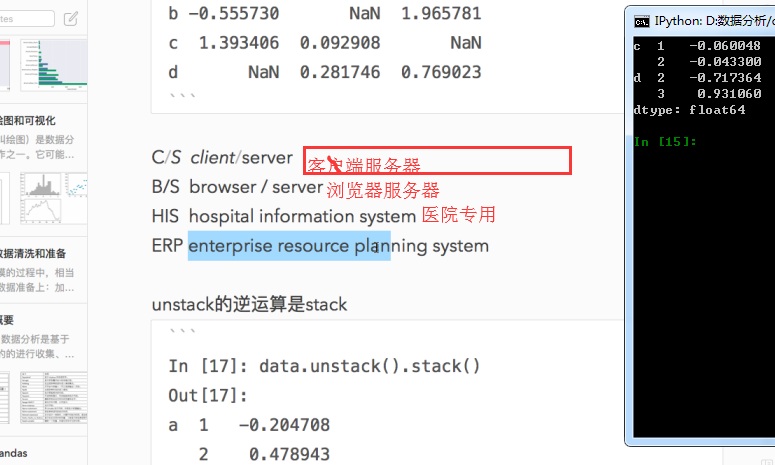 tes
绘图和可视化
纠绘图）是数据分
作之一。它可能…
数据清洗和准备
模的过程中，相当
数据准备上：加…
概要
数据分析是基于
的的进行收集、…
andas
b -0.555730 NaN 1.965781
c 1.393406 0.092908 NaN
d NaN 0.281746 0.769023
```
C/S client/server 客户端服务器
B/S browser / server 浏览器服务器
HIS hospital information system 医院专用
ERP enterprise resource planning system
unstack的逆运算是stack
```
In [17]: data.unstack().stack()
Out[17]:
a 1 -0.204708
2 0.478943
IPython: D:数据分析/c
c 1 -0.060048
2 -0.043300
d 2 -0.717364
3 0.931060
dtype: float64
In [15]: